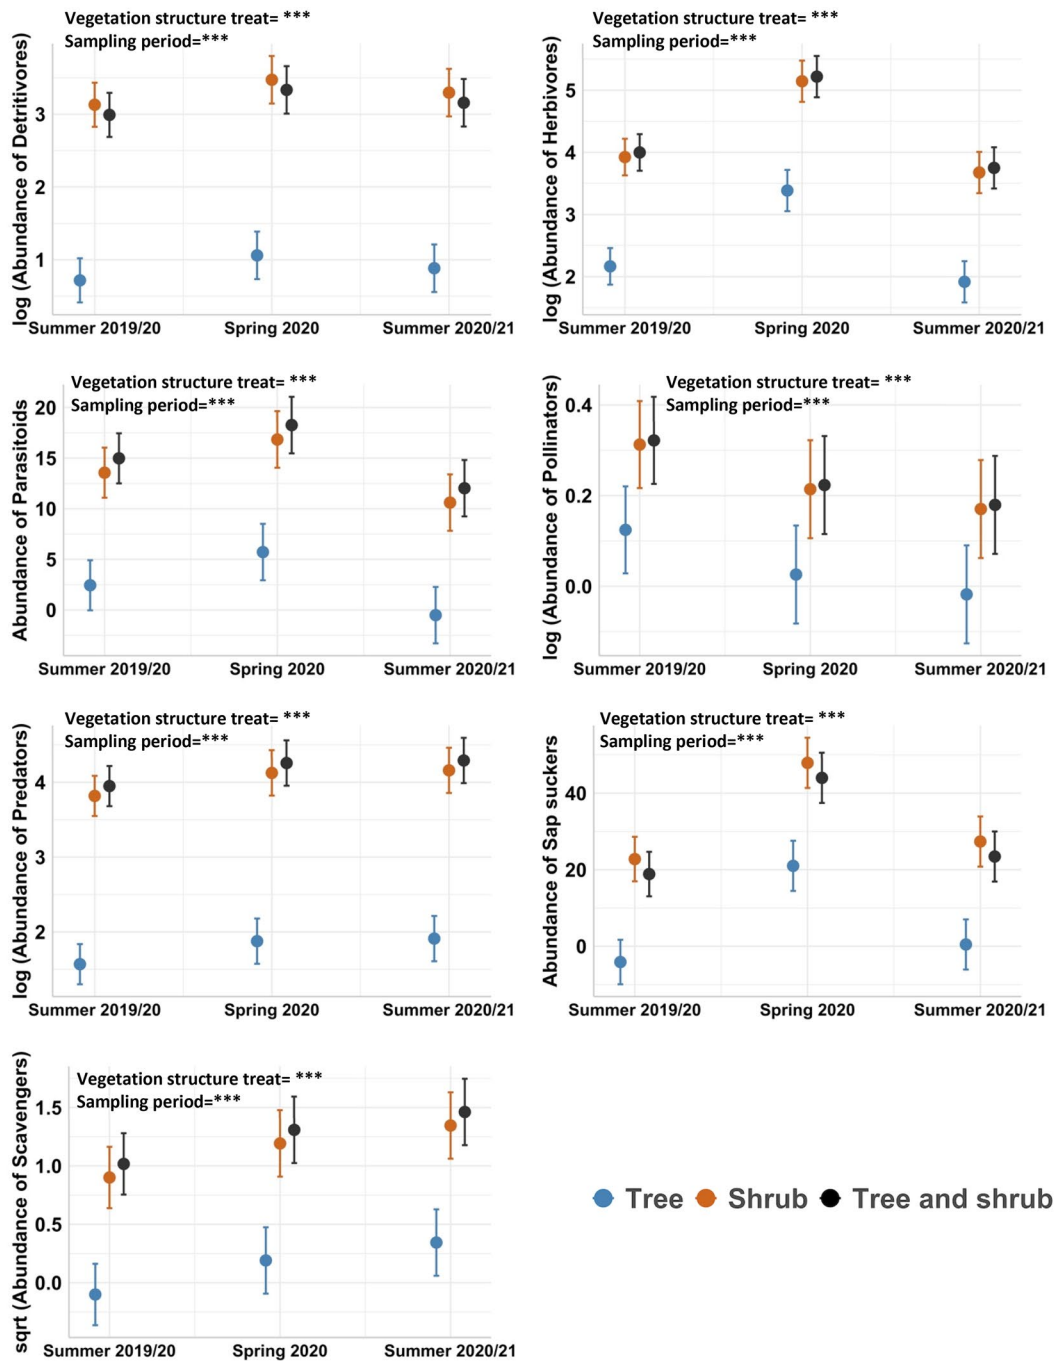 Vegetation structure treat= ***
Sampling period=***
log (Abundance of Detritivores)
3
2
1
Summer 2019/20 Spring 2020 Summer 2020/21
Vegetation structure treat= ***
Sampling period=***
log (Abundance of Herbivores)
5
4
3
2
Summer 2019/20 Spring 2020 Summer 2020/21
Vegetation structure treat= ***
Sampling period=***
Abundance of Parasitoids
20
15
10
5
0
Summer 2019/20 Spring 2020 Summer 2020/21
Vegetation structure treat= ***
Sampling period=***
log (Abundance of Pollinators)
0.4
0.2
0.0
Summer 2019/20 Spring 2020 Summer 2020/21
Vegetation structure treat= ***
Sampling period=***
log (Abundance of Predators)
4
3
2
Summer 2019/20 Spring 2020 Summer 2020/21
Vegetation structure treat= ***
Sampling period=***
Abundance of Sap suckers
40
20
0
Summer 2019/20 Spring 2020 Summer 2020/21
Vegetation structure treat= ***
Sampling period=***
sqrt (Abundance of Scavengers)
1.5
1.0
0.5
0.0
Summer 2019/20 Spring 2020 Summer 2020/21
Tree Shrub Tree and shrub